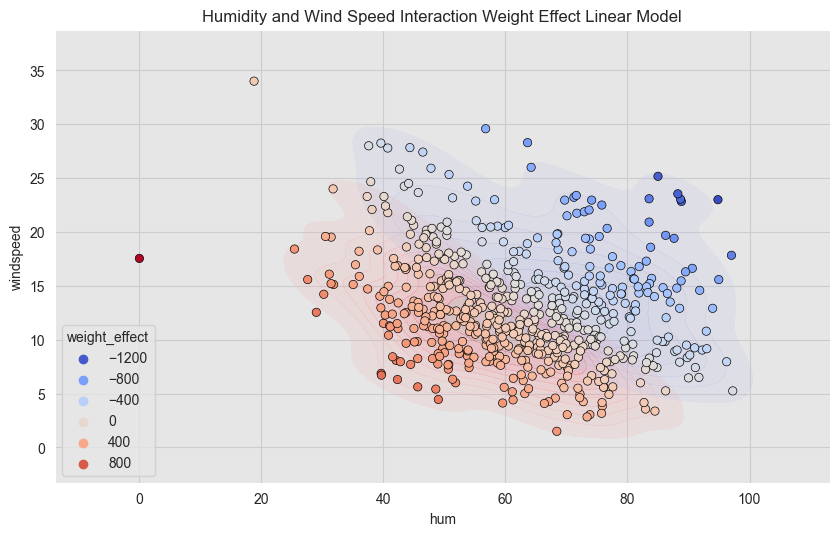 Humidity and Wind Speed Interaction Weight Effect Linear Model
35
30
25
20
15
10
5
0
windspeed
weight_effect
−1200
−800
−400
0
400
800
0 20 40 60 80 100
hum